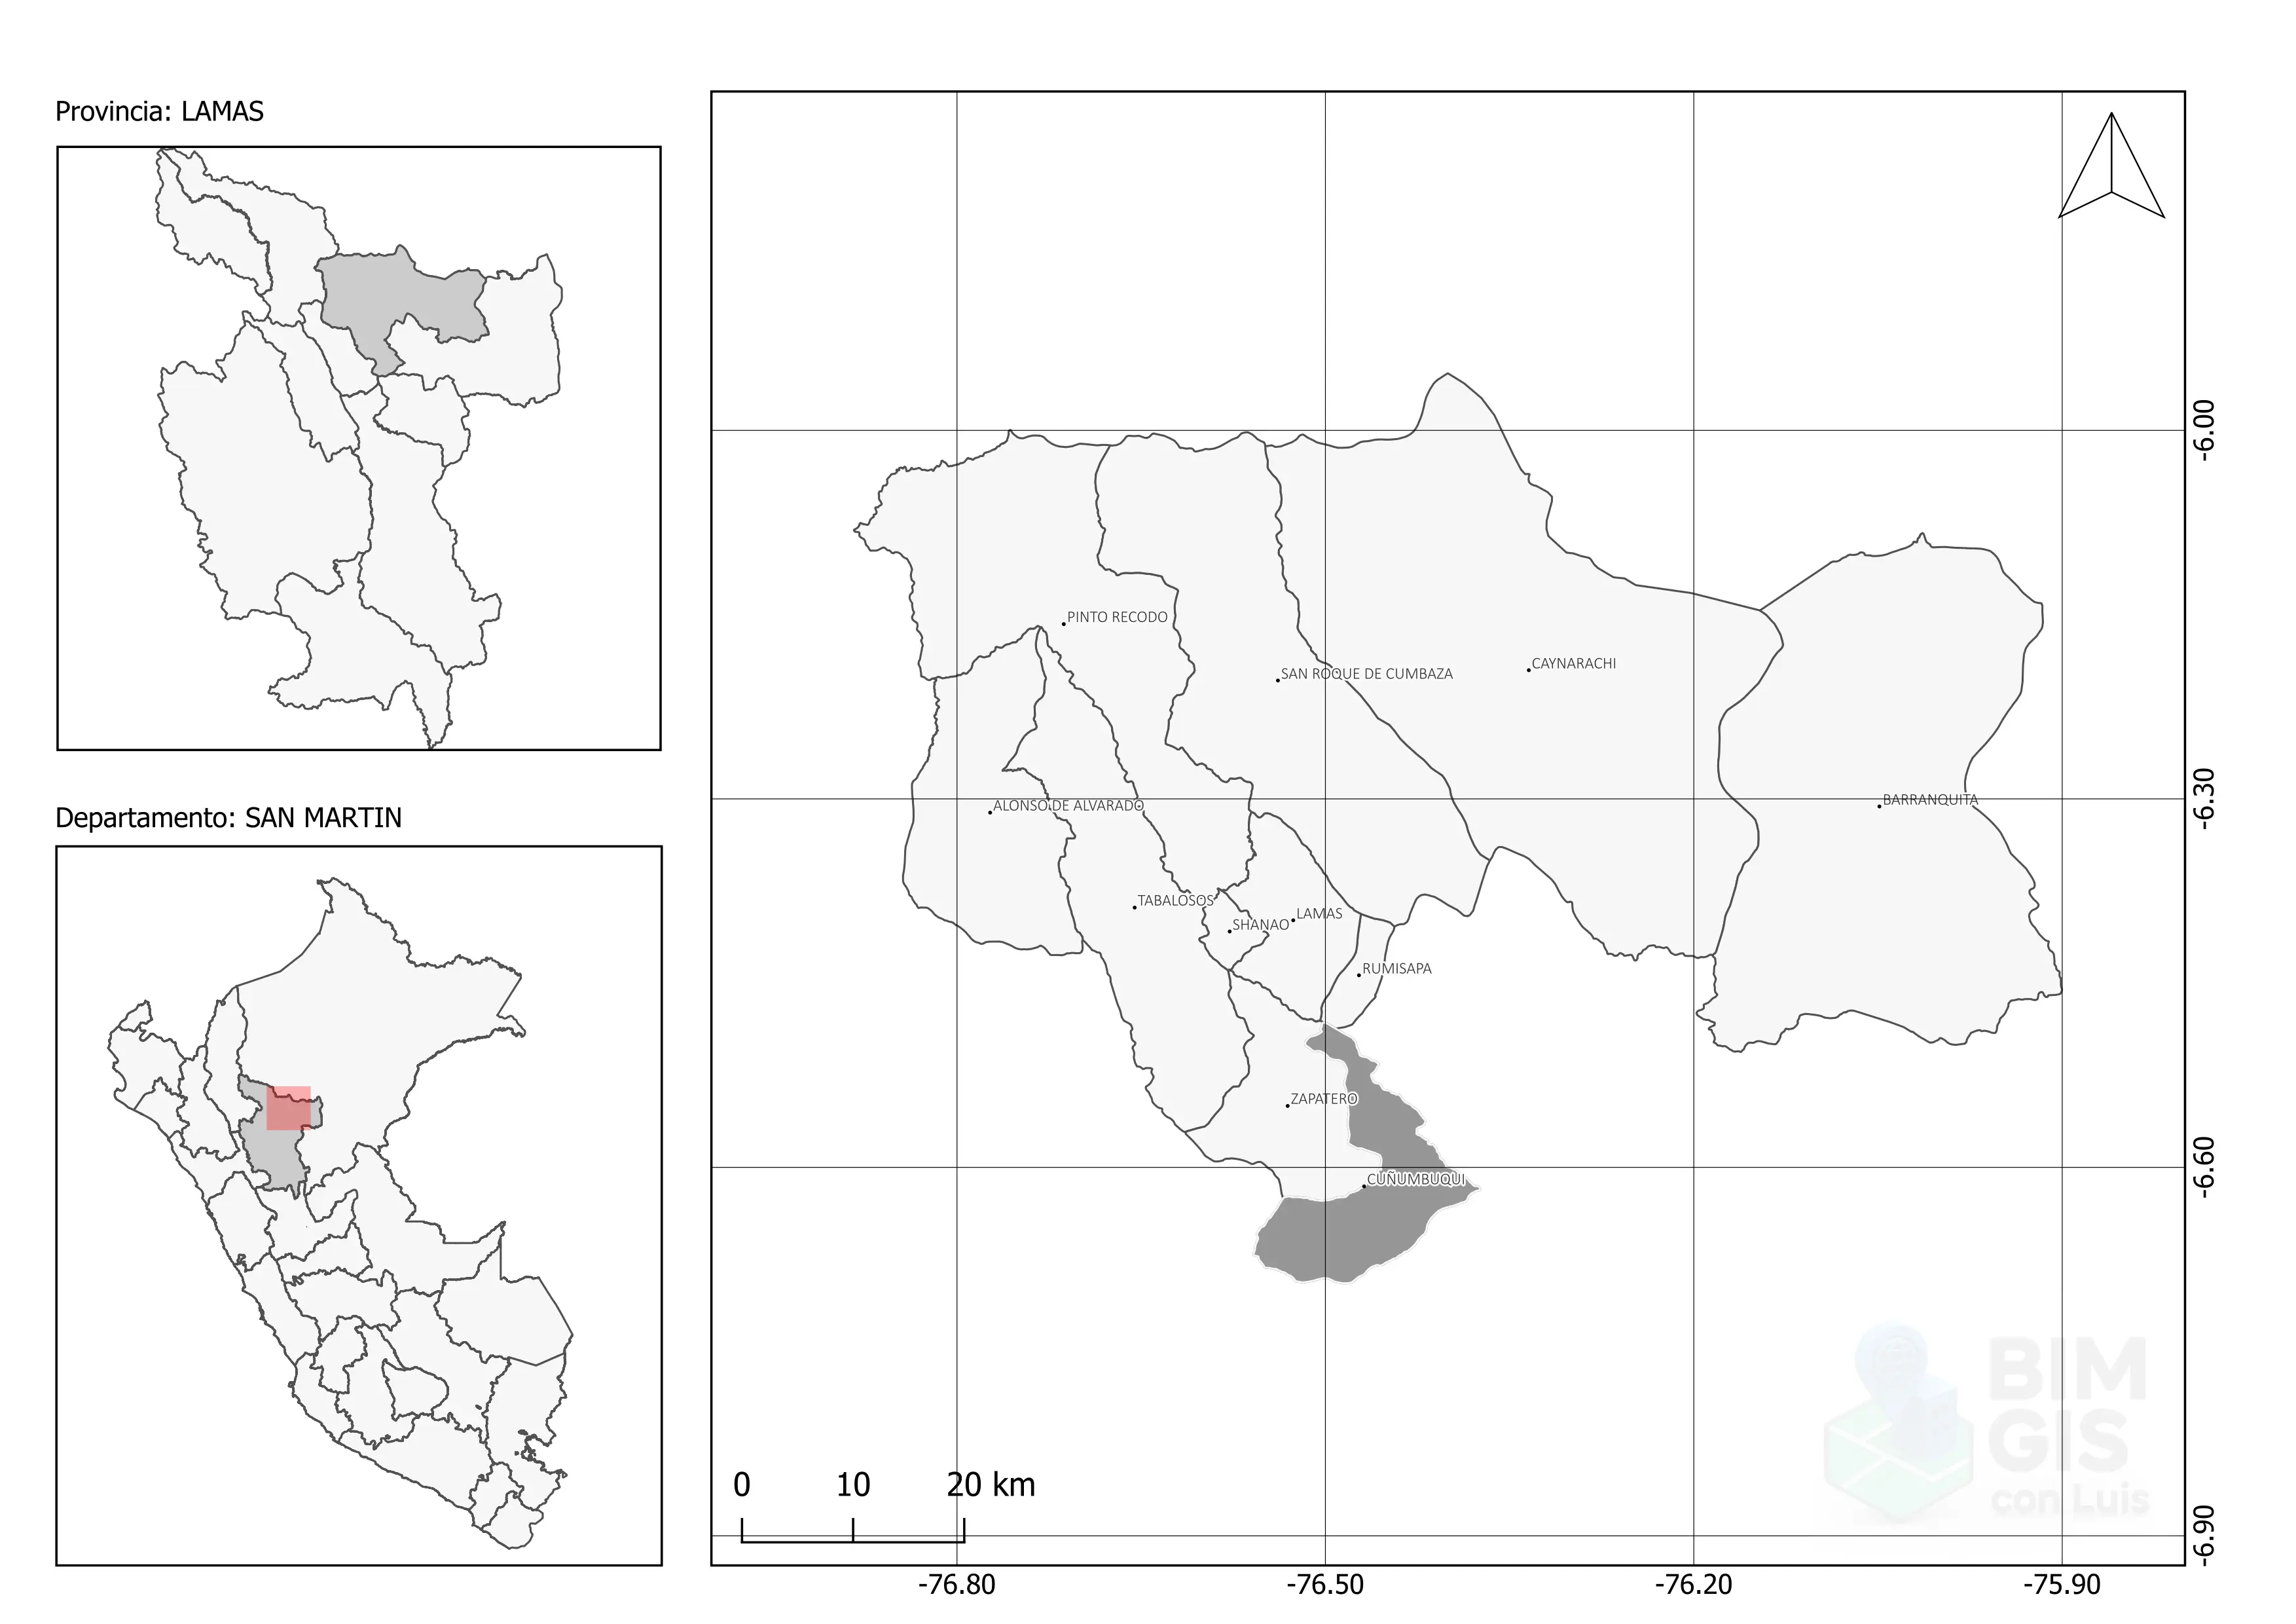 Provincia: LAMAS
Departamento: SAN MARTIN
PINTO RECODO
SAN ROQUE DE CUMBAZA
CAYNARACHI
ALONSO DE ALVARADO
BARRANQUITA
TABALOSOS
SHANAO
LAMAS
RUMISAPA
ZAPATERO
CUÑUMBUQUI
-6.00
-6.30
-6.60
-6.90
BIM
GIS
con Luis
0 10 20 km
-76.80 -76.50 -76.20 -75.90